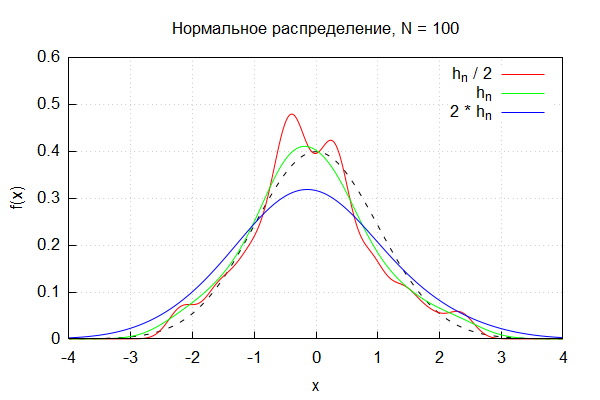 Нормальное распределение, N = 100
0.6
0.5
0.4
0.3
0.2
0.1
0
f(x)
hn / 2
hn
2 * hn
-4 -3 -2 -1 0 1 2 3 4
x